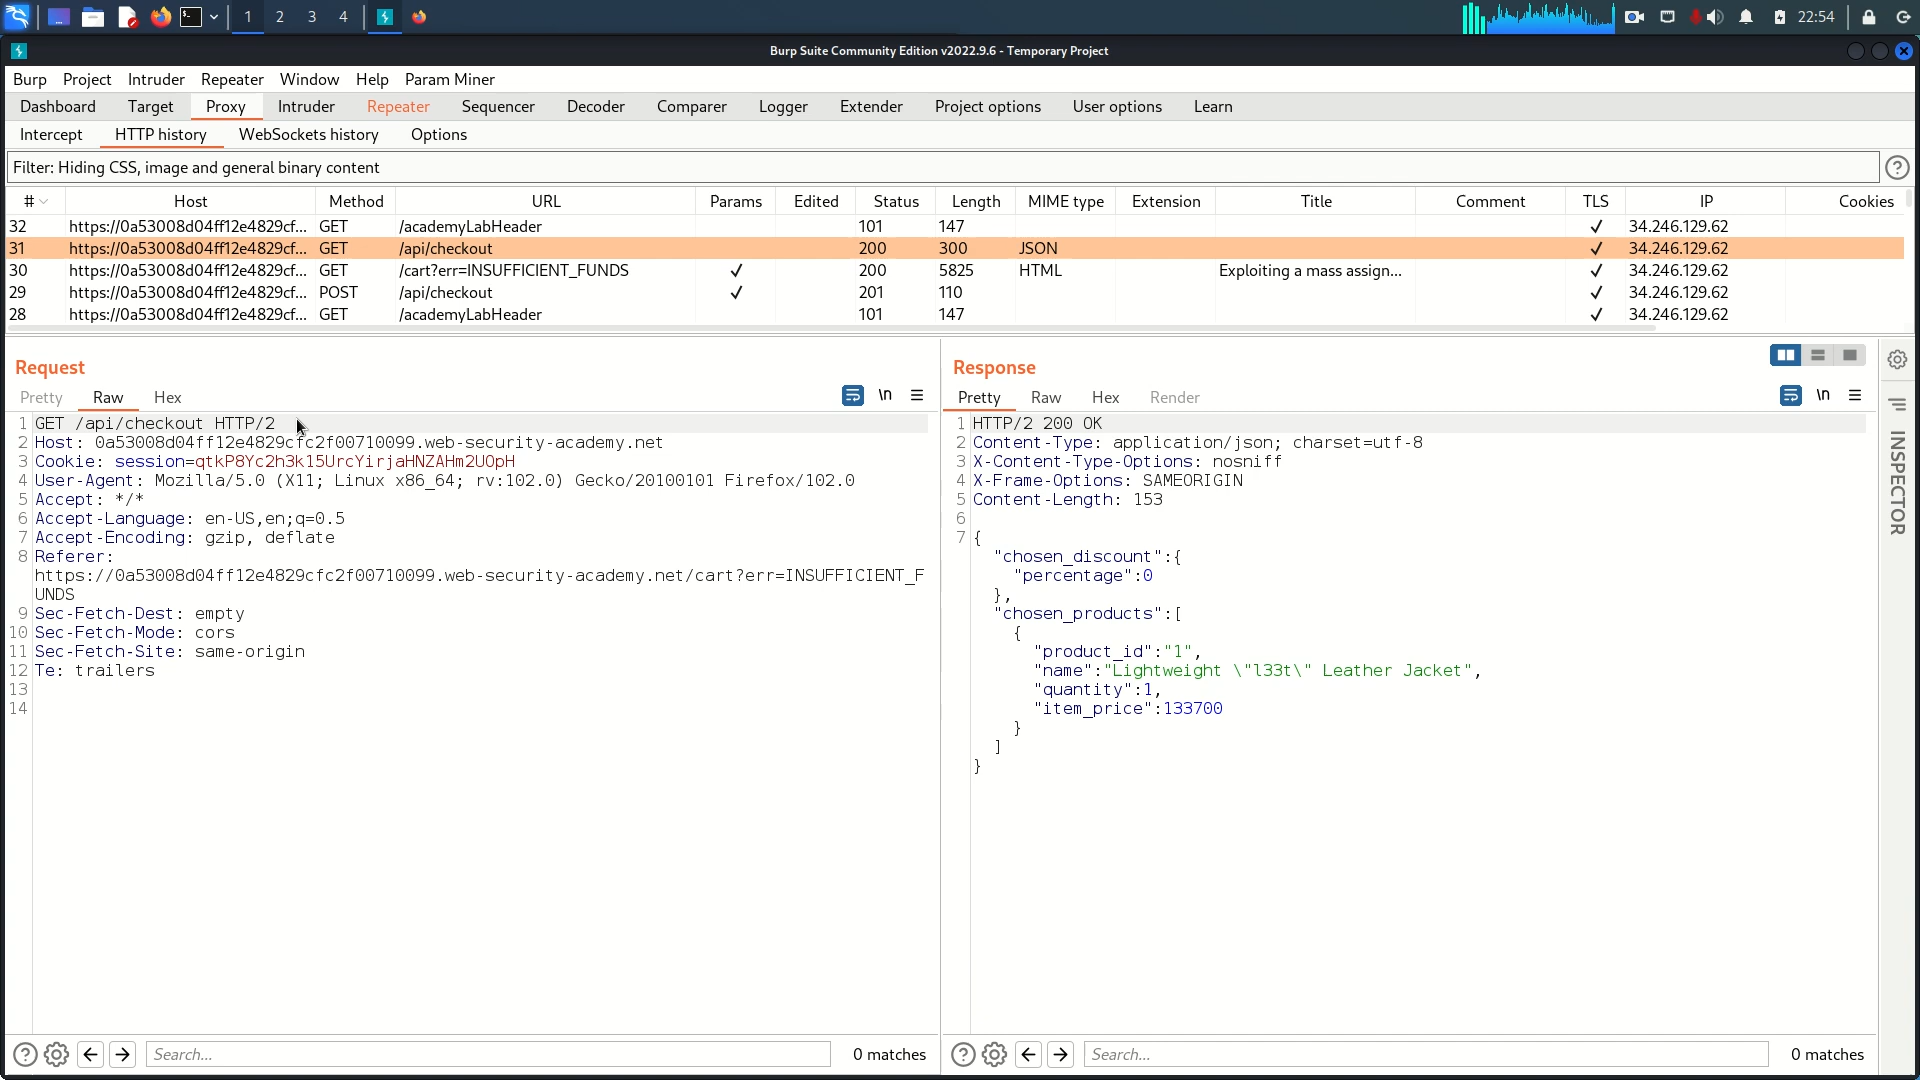 1 2 3 4 22:54
Burp Suite Community Edition v2022.9.6 - Temporary Project
Burp Project Intruder Repeater Window Help Param Miner
Dashboard Target Proxy Intruder Repeater Sequencer Decoder Comparer Logger Extender Project options User options Learn
Intercept HTTP history WebSockets history Options
Filter: Hiding CSS, image and general binary content
# Host Method URL Params Edited Status Length MIME type Extension Title Comment TLS IP Cookies
32 https://0a53008d04ff12e4829cf... GET /academyLabHeader 101 147 ✓ 34.246.129.62
31 https://0a53008d04ff12e4829cf... GET /api/checkout 200 300 JSON ✓ 34.246.129.62
30 https://0a53008d04ff12e4829cf... GET /cart?err=INSUFFICIENT_FUNDS ✓ 200 5825 HTML Exploiting a mass assign... ✓ 34.246.129.62
29 https://0a53008d04ff12e4829cf... POST /api/checkout ✓ 201 110 ✓ 34.246.129.62
28 https://0a53008d04ff12e4829cf... GET /academyLabHeader 101 147 ✓ 34.246.129.62
Request
Pretty Raw Hex \n
1 GET /api/checkout HTTP/2
2 Host: 0a53008d04ff12e4829cfc2f00710099.web-security-academy.net
3 Cookie: session=qtkP8Yc2h3k15UrcYirjaHNZAHm2UOpH
4 User-Agent: Mozilla/5.0 (X11; Linux x86_64; rv:102.0) Gecko/20100101 Firefox/102.0
5 Accept: */*
6 Accept-Language: en-US,en;q=0.5
7 Accept-Encoding: gzip, deflate
8 Referer:
https://0a53008d04ff12e4829cfc2f00710099.web-security-academy.net/cart?err=INSUFFICIENT_F
UNDS
9 Sec-Fetch-Dest: empty
10 Sec-Fetch-Mode: cors
11 Sec-Fetch-Site: same-origin
12 Te: trailers
13
14
Search... 0 matches
Response
Pretty Raw Hex Render \n
1 HTTP/2 200 OK
2 Content-Type: application/json; charset=utf-8
3 X-Content-Type-Options: nosniff
4 X-Frame-Options: SAMEORIGIN
5 Content-Length: 153
6
7 {
"chosen_discount":{
"percentage":0
},
"chosen_products":[
{
"product_id":"1",
"name":"Lightweight \"l33t\" Leather Jacket",
"quantity":1,
"item_price":133700
}
]
}
Search... 0 matches
INSPECTOR